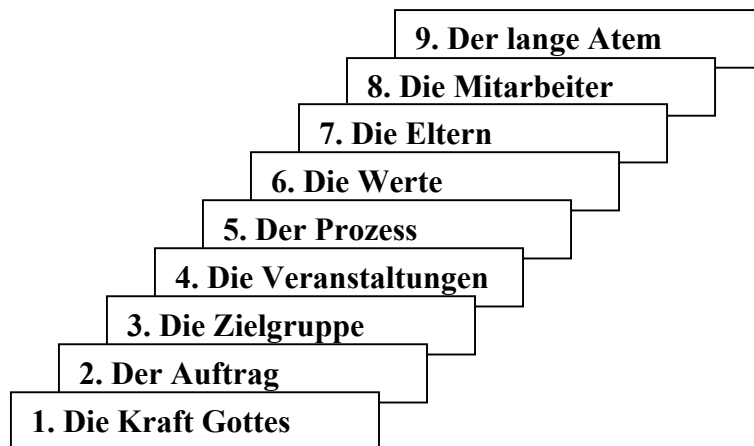 9. Der lange Atem
8. Die Mitarbeiter
7. Die Eltern
6. Die Werte
5. Der Prozess
4. Die Veranstaltungen
3. Die Zielgruppe
2. Der Auftrag
1. Die Kraft Gottes